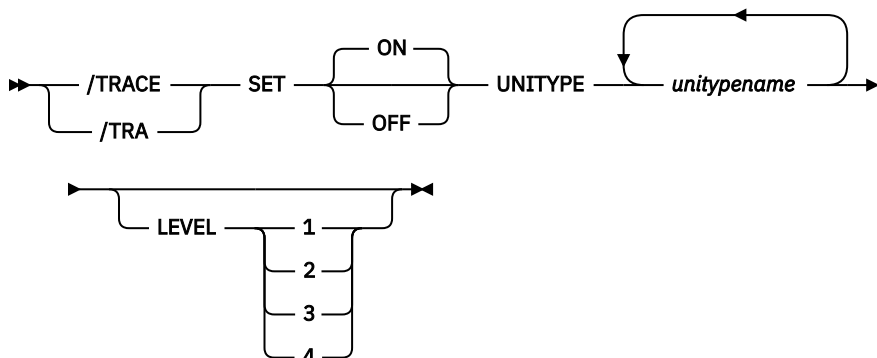 ON
/TRACE SET UNITYPE unitypename
/TRA OFF
LEVEL 1
2
3
4